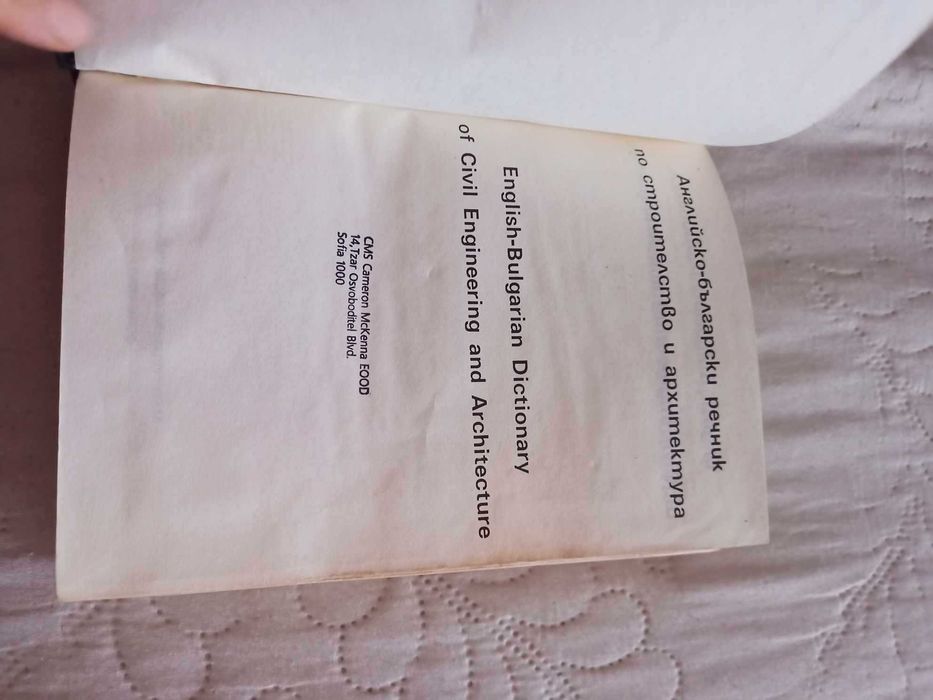 Английско-български речник
по строителство и архитектура
English-Bulgarian Dictionary
of Civil Engineering and Architecture
CMS Cameron McKenna EOOD
14,Tzar Osvoboditel Blvd.
Sofia 1000